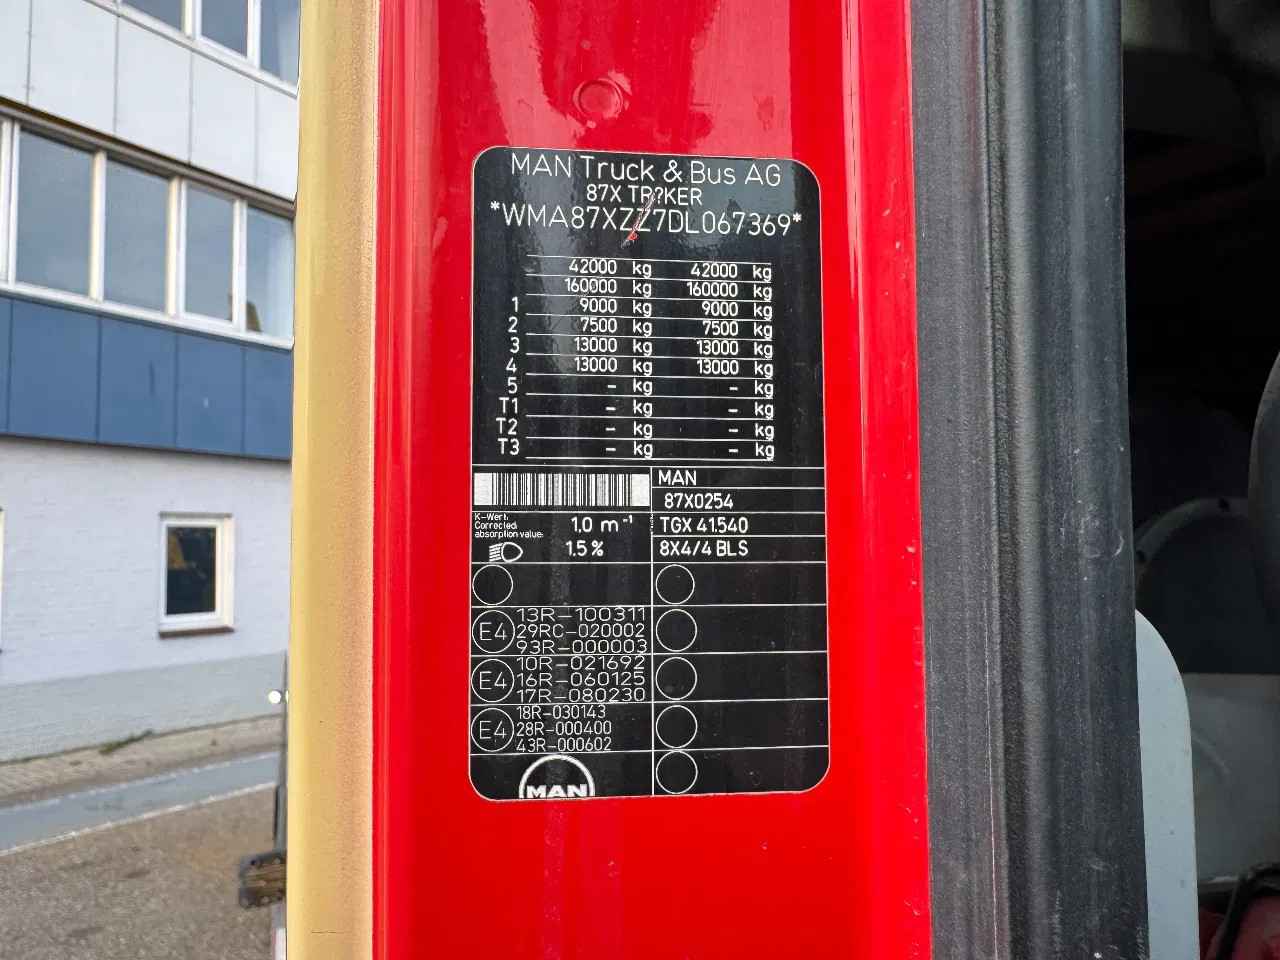 MAN Truck & Bus AG
87X TR?KER
*WMA87XZZ7DL067369*
42000 kg 42000 kg
160000 kg 160000 kg
1 9000 kg 9000 kg
2 7500 kg 7500 kg
3 13000 kg 13000 kg
4 13000 kg 13000 kg
5 - kg - kg
T1 - kg - kg
T2 - kg - kg
T3 - kg - kg
MAN
87X0254
K-Wert: Corrected absorption value: 1,0 m⁻¹
TGX 41.540
1.5 %
8X4/4 BLS
13R-100311
E4 29RC-020002
93R-000003
10R-021692
E4 16R-060125
17R-080230
18R-030143
E4 28R-000400
43R-000602
MAN